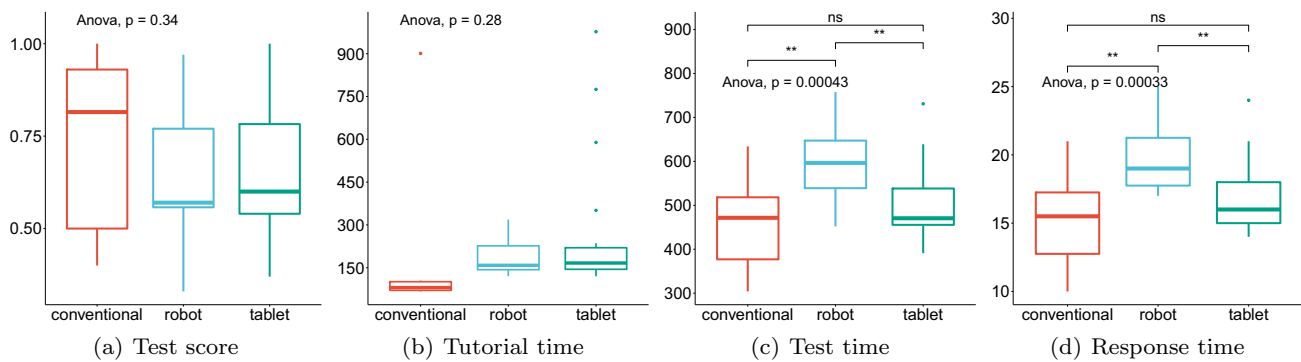 Anova, p = 0.34
1.00
0.75
0.50
conventional robot tablet
(a) Test score
Anova, p = 0.28
900
750
600
450
300
150
conventional robot tablet
(b) Tutorial time
900
800
700
600
500
400
300
ns
**
**
Anova, p = 0.00043
conventional robot tablet
(c) Test time
30
25
20
15
10
ns
**
**
Anova, p = 0.00033
conventional robot tablet
(d) Response time